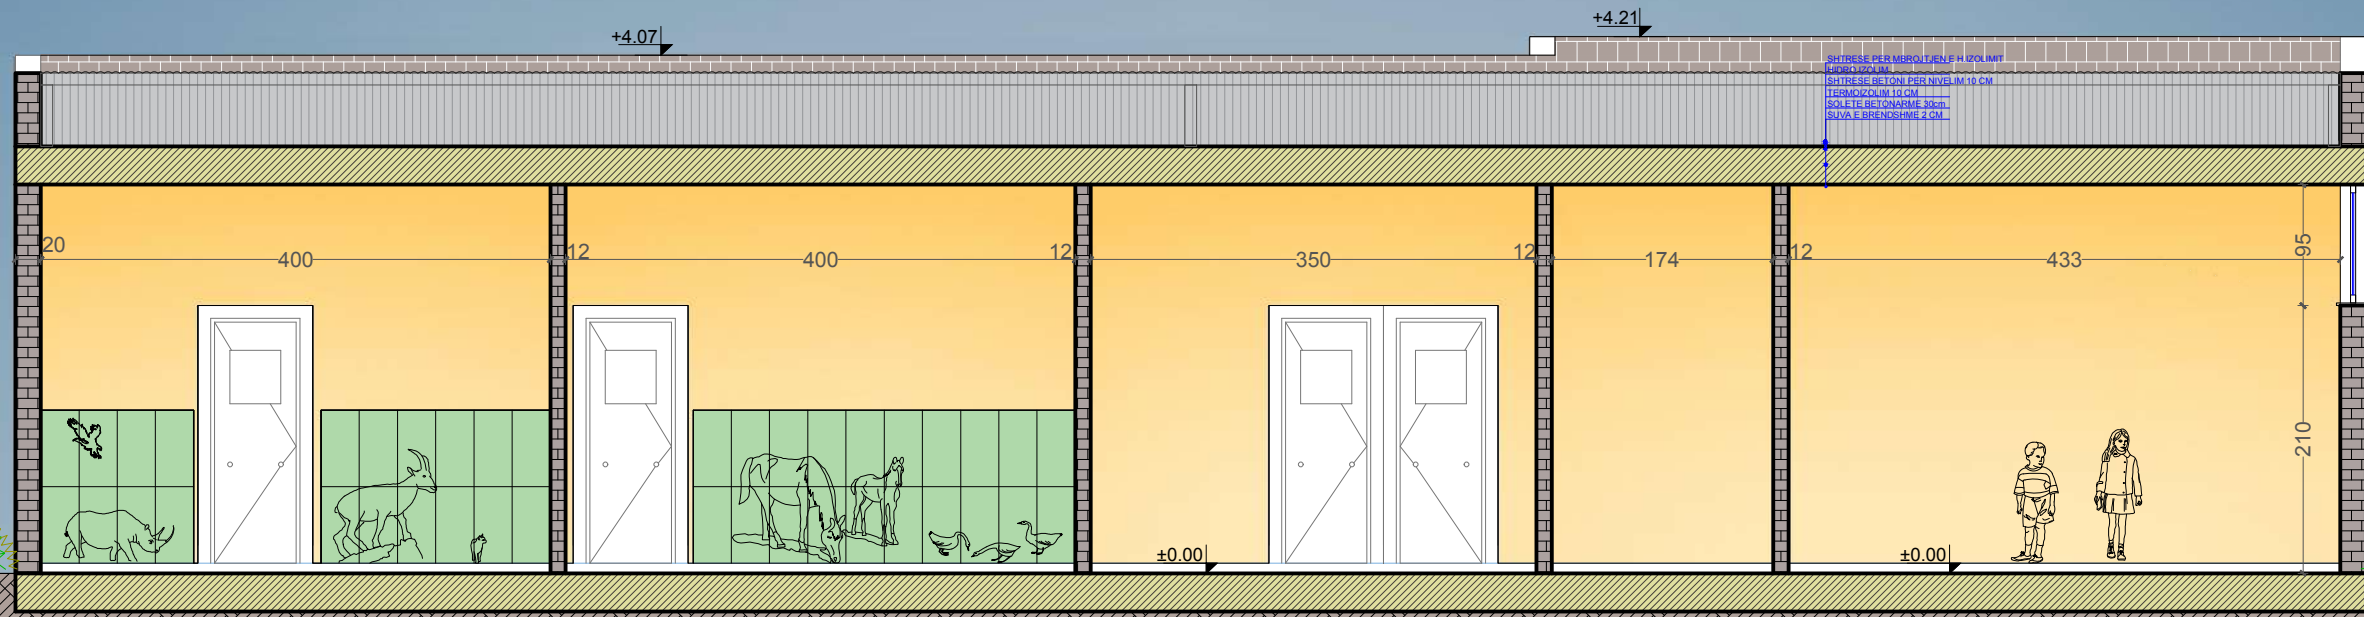 +4.07
+4.21
SHTRESE PER MBROJTJEN E H.IZOLIMIT
HIDROIZOLIM
SHTRESE BETONI PER NIVELIM 10 CM
TERMOIZOLIM 10 CM
SOLETE BETONARME 30cm
SUVA E BRENDSHME 2 CM
20
400
12
400
12
350
12
174
12
433
95
210
±0.00
±0.00